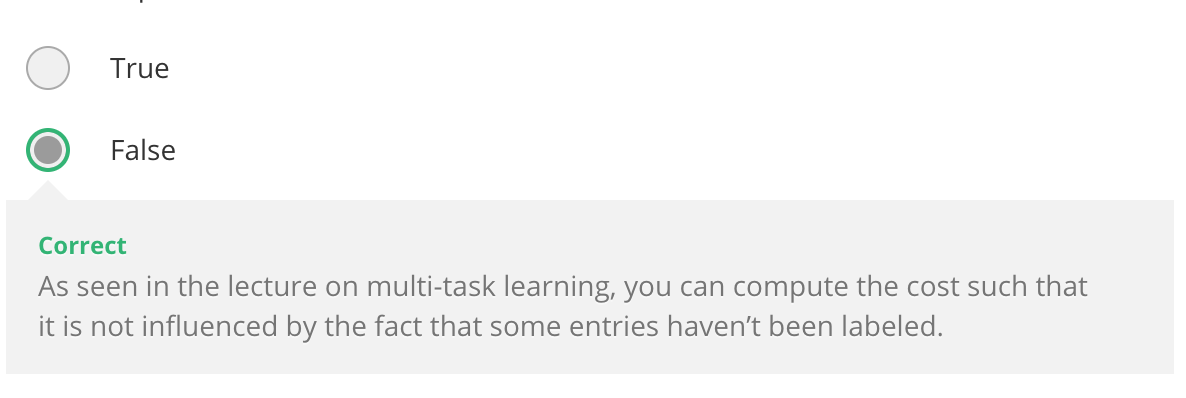 True
False
Correct
As seen in the lecture on multi-task learning, you can compute the cost such that
it is not influenced by the fact that some entries haven’t been labeled.